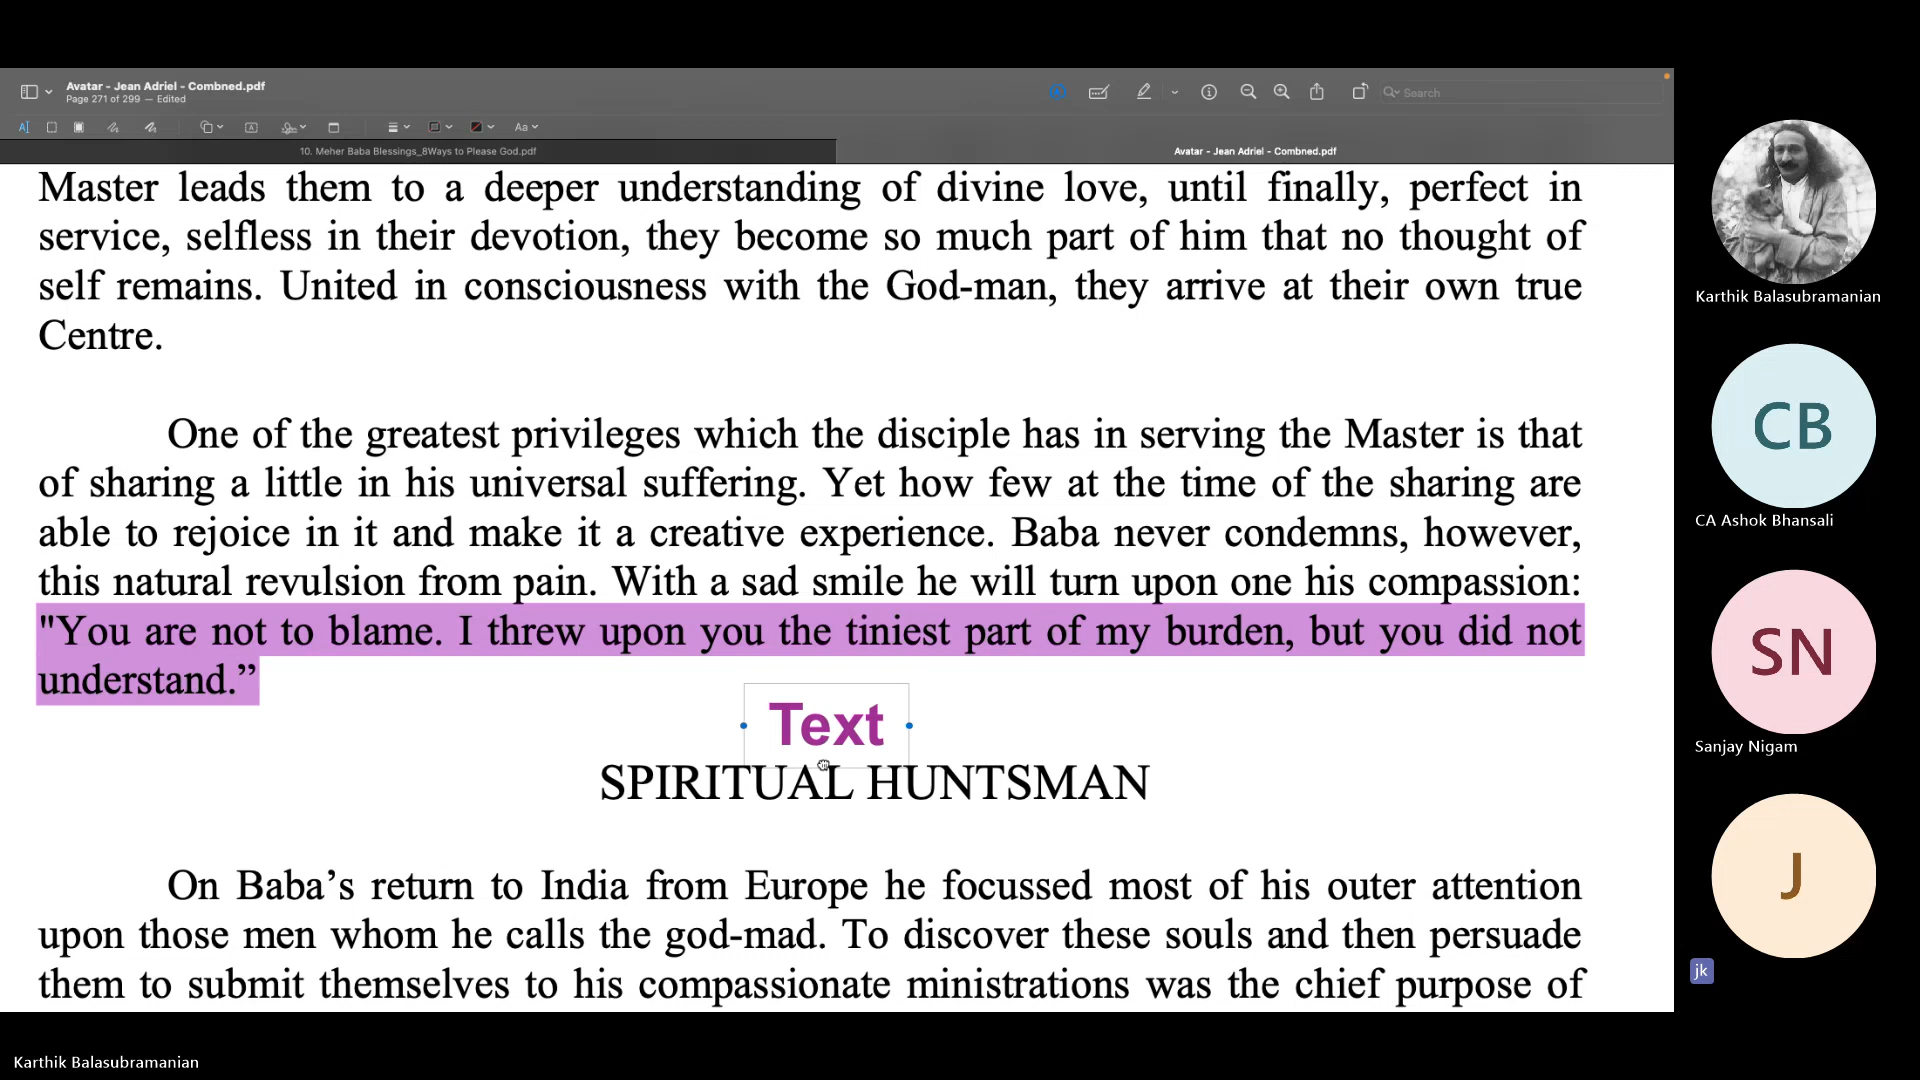 Avatar - Jean Adriel - Combned.pdf
Page 271 of 299 — Edited
Search
Aa
10. Meher Baba Blessings_8Ways to Please God.pdf
Avatar - Jean Adriel - Combned.pdf
Master leads them to a deeper understanding of divine love, until finally, perfect in
service, selfless in their devotion, they become so much part of him that no thought of
self remains. United in consciousness with the God-man, they arrive at their own true
Centre.
One of the greatest privileges which the disciple has in serving the Master is that
of sharing a little in his universal suffering. Yet how few at the time of the sharing are
able to rejoice in it and make it a creative experience. Baba never condemns, however,
this natural revulsion from pain. With a sad smile he will turn upon one his compassion:
"You are not to blame. I threw upon you the tiniest part of my burden, but you did not
understand.”
Text
SPIRITUAL HUNTSMAN
On Baba’s return to India from Europe he focussed most of his outer attention
upon those men whom he calls the god-mad. To discover these souls and then persuade
them to submit themselves to his compassionate ministrations was the chief purpose of
Karthik Balasubramanian
CB
CA Ashok Bhansali
SN
Sanjay Nigam
J
jk
Karthik Balasubramanian